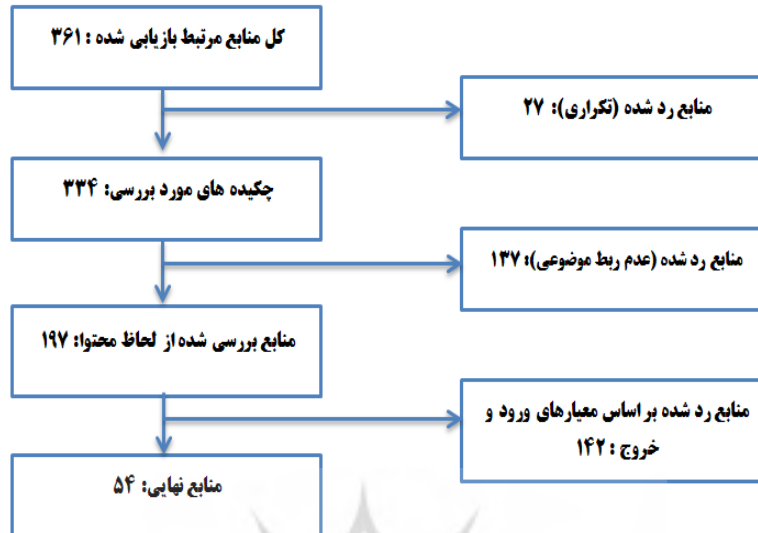 کل منابع مرتبط بازیابی شده : ۳۶۱
منابع رد شده (تکراری): ۲۷
چکیده های مورد بررسی: ۳۳۴
منابع رد شده (عدم ربط موضوعی): ۱۳۷
منابع بررسی شده از لحاظ محتوا: ۱۹۷
منابع رد شده بر اساس معیارهای ورود و
خروج : ۱۴۲
منابع نهایی: ۵۴